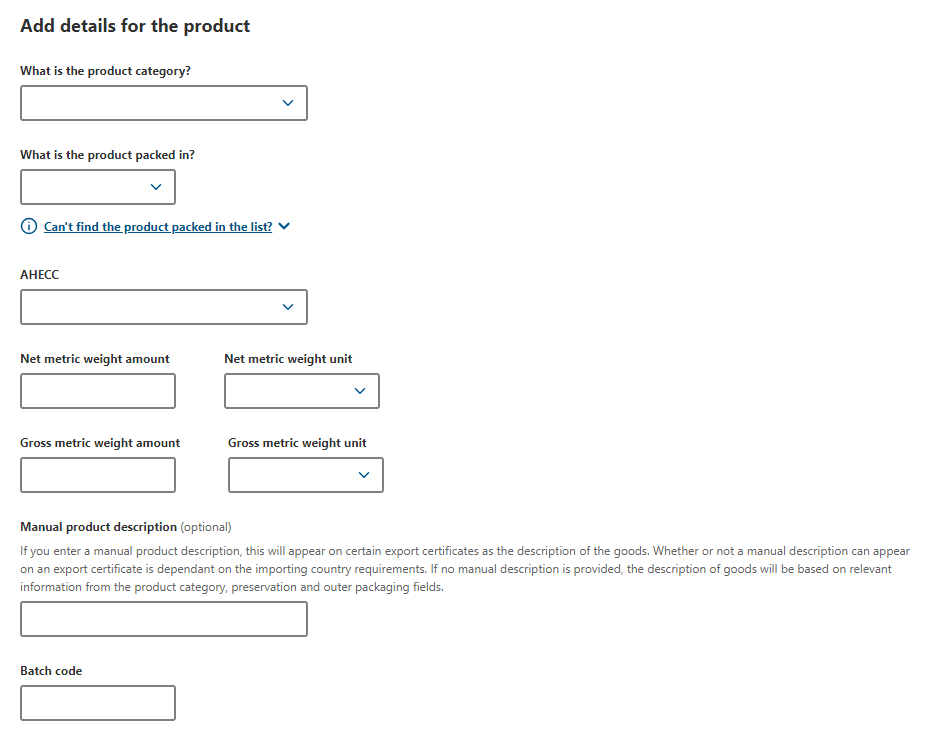 Add details for the product
What is the product category?
What is the product packed in?
Can't find the product packed in the list?
AHECC
Net metric weight amount
Net metric weight unit
Gross metric weight amount
Gross metric weight unit
Manual product description (optional)
If you enter a manual product description, this will appear on certain export certificates as the description of the goods. Whether or not a manual description can appear
on an export certificate is dependant on the importing country requirements. If no manual description is provided, the description of goods will be based on relevant
information from the product category, preservation and outer packaging fields.
Batch code